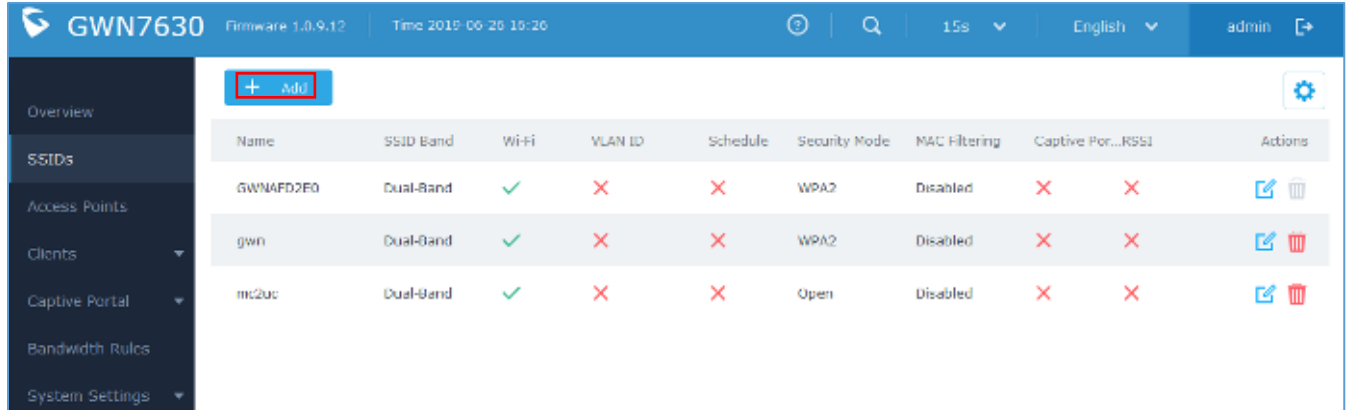 GWN7630 Firmware 1.0.9.12 Time 2019-06-26 16:26 15s English admin
+ Add
Overview
Name SSID Band Wi-Fi VLAN ID Schedule Security Mode MAC Filtering Captive Por...RSSI Actions
SSIDs
GWNAFD2E0 Dual-Band WPA2 Disabled
Access Points
gwn Dual-Band WPA2 Disabled
Clients
mc2uc Dual-Band Open Disabled
Captive Portal
Bandwidth Rules
System Settings